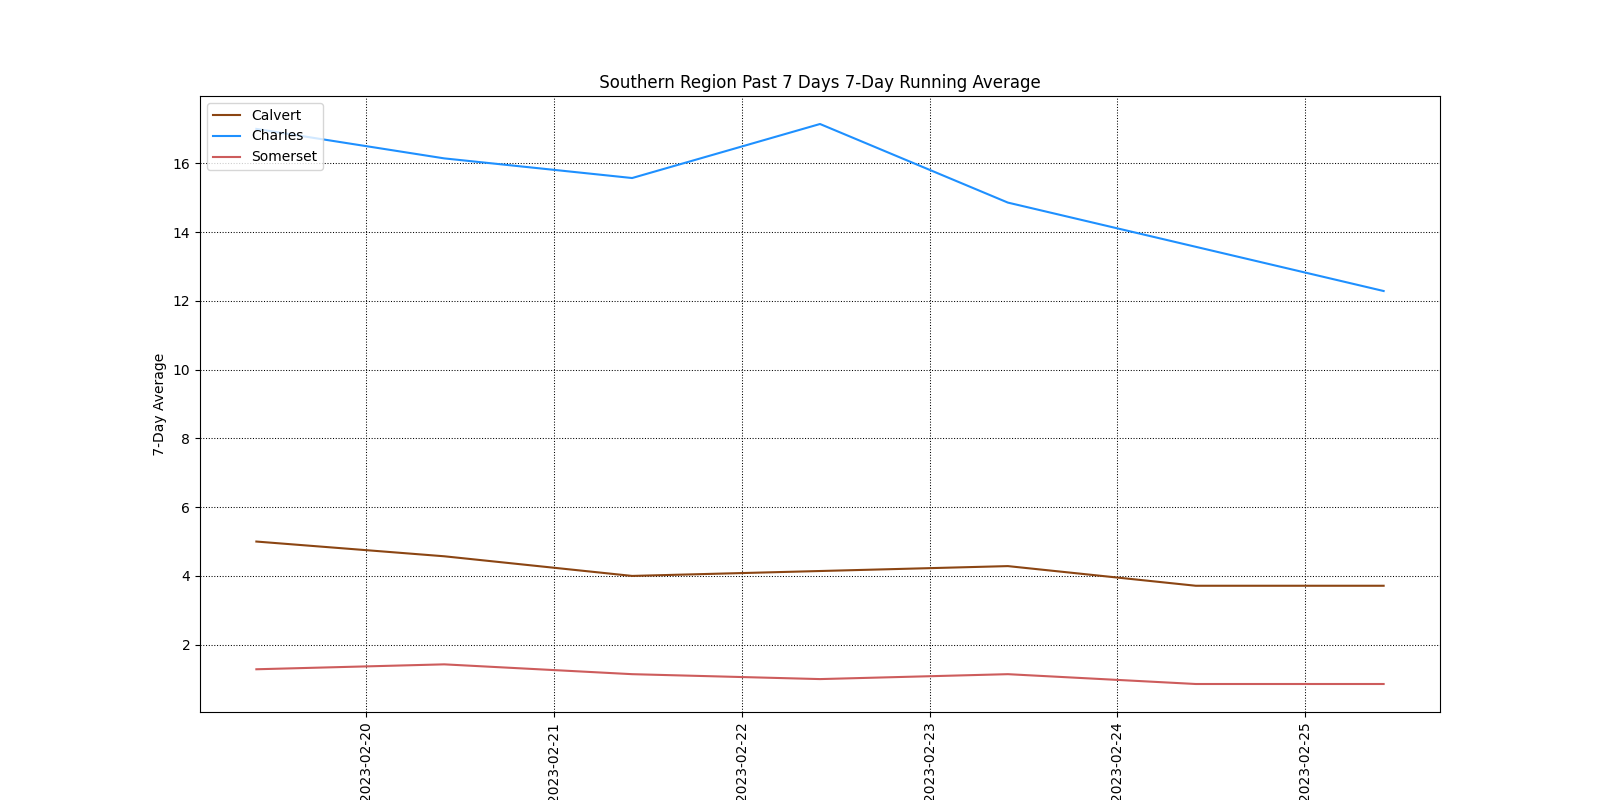 Southern Region Past 7 Days 7-Day Running Average
Calvert
Charles
Somerset
7-Day Average
16
14
12
10
8
6
4
2
2023-02-20
2023-02-21
2023-02-22
2023-02-23
2023-02-24
2023-02-25